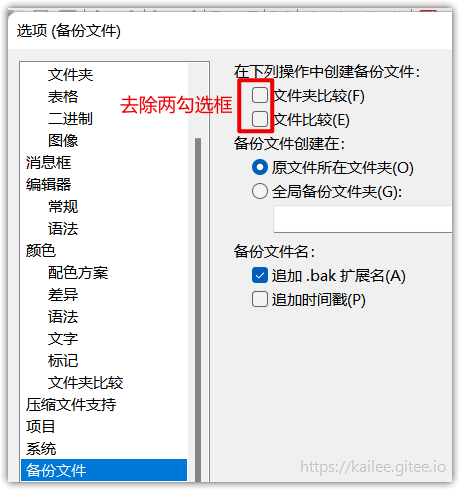 选项 (备份文件)
文件夹
表格
二进制
图像
消息框
编辑器
常规
语法
颜色
配色方案
差异
语法
文字
标记
文件夹比较
压缩文件支持
项目
系统
备份文件
去除两勾选框
在下列操作中创建备份文件：
文件夹比较(F)
文件比较(E)
备份文件创建在：
原文件所在文件夹(O)
全局备份文件夹(G):
备份文件名：
追加 .bak 扩展名(A)
追加时间戳(P)
https://kailee.gitee.io